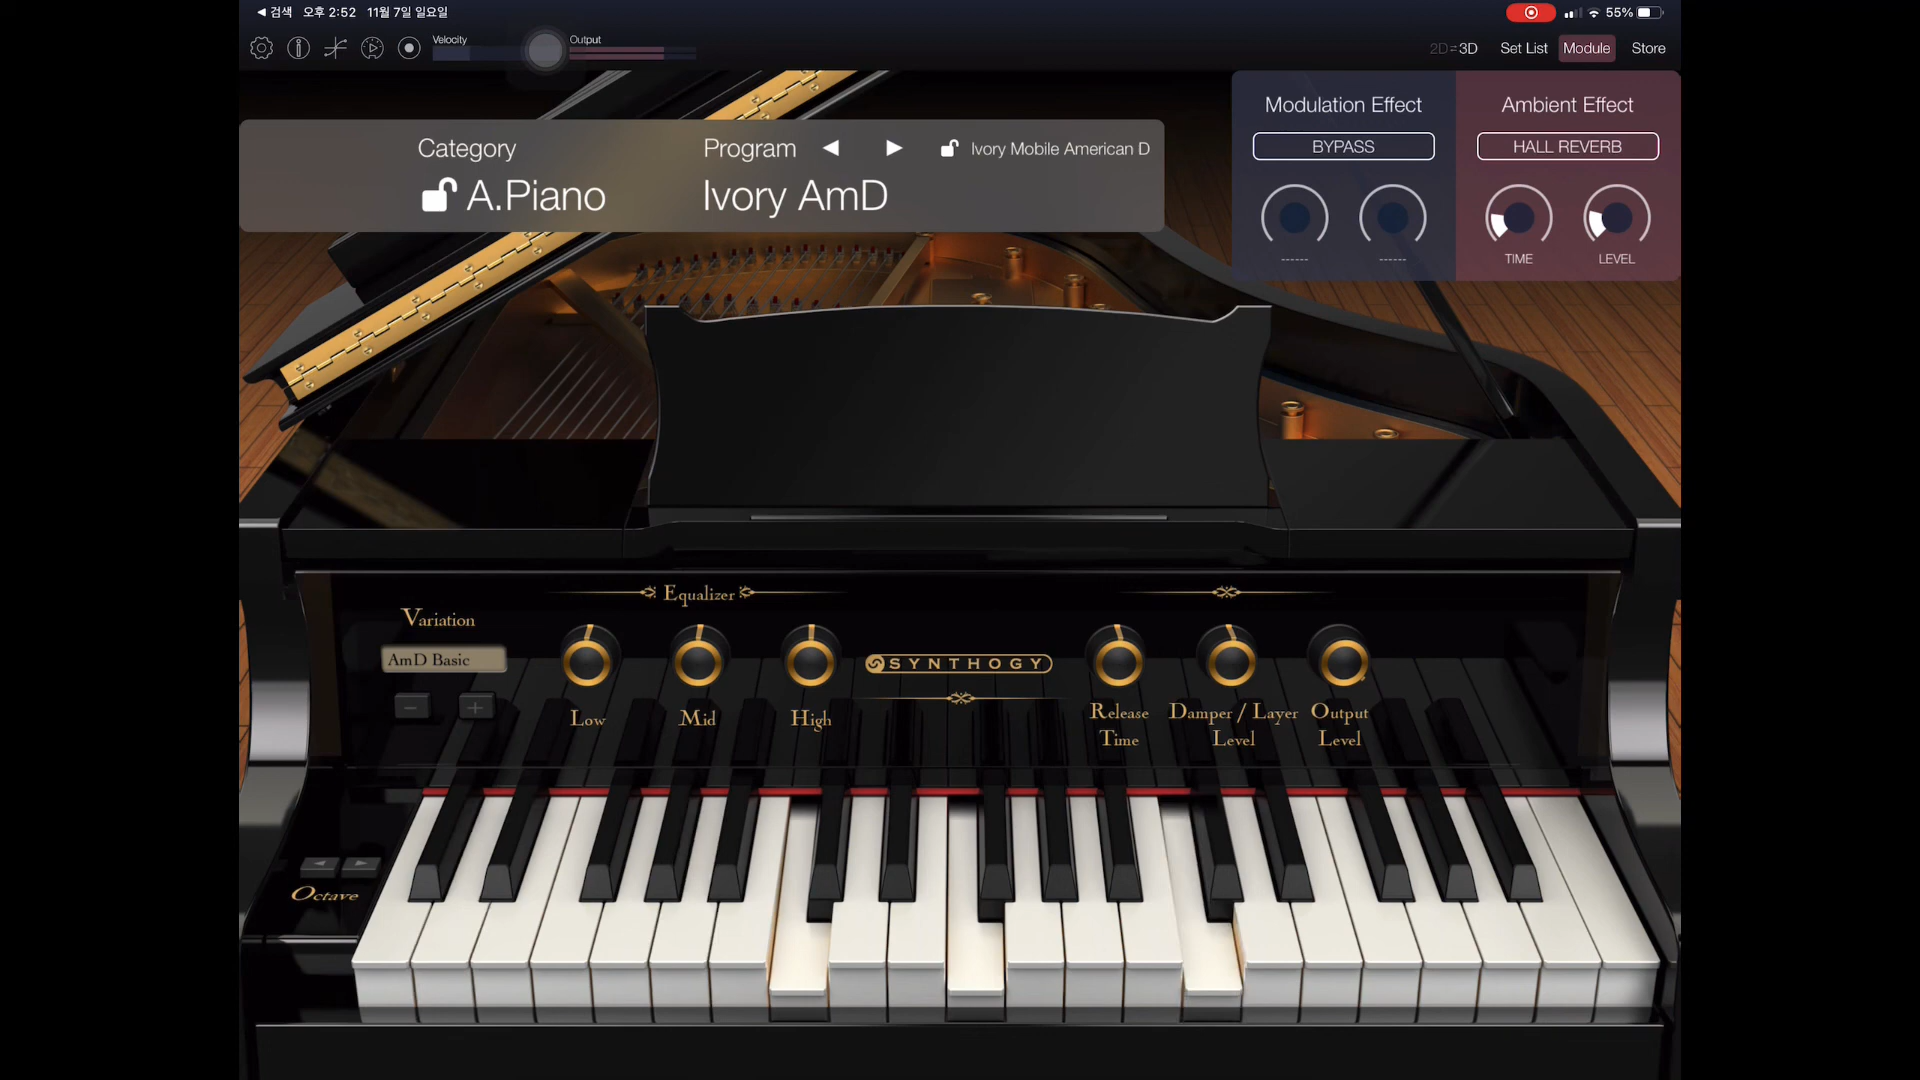 ◀ 검색 오후 2:52 11월 7일 일요일
55%
Velocity
Output
2D⇄3D
Set List
Module
Store
Category
A.Piano
Program ◀ ▶
Ivory AmD
Ivory Mobile American D
Modulation Effect
BYPASS
------ ------
Ambient Effect
HALL REVERB
TIME LEVEL
Variation
AmD Basic
− +
Equalizer
Low Mid High
SYNTHOGY
Release Time
Damper / Layer Level
Output Level
Octave